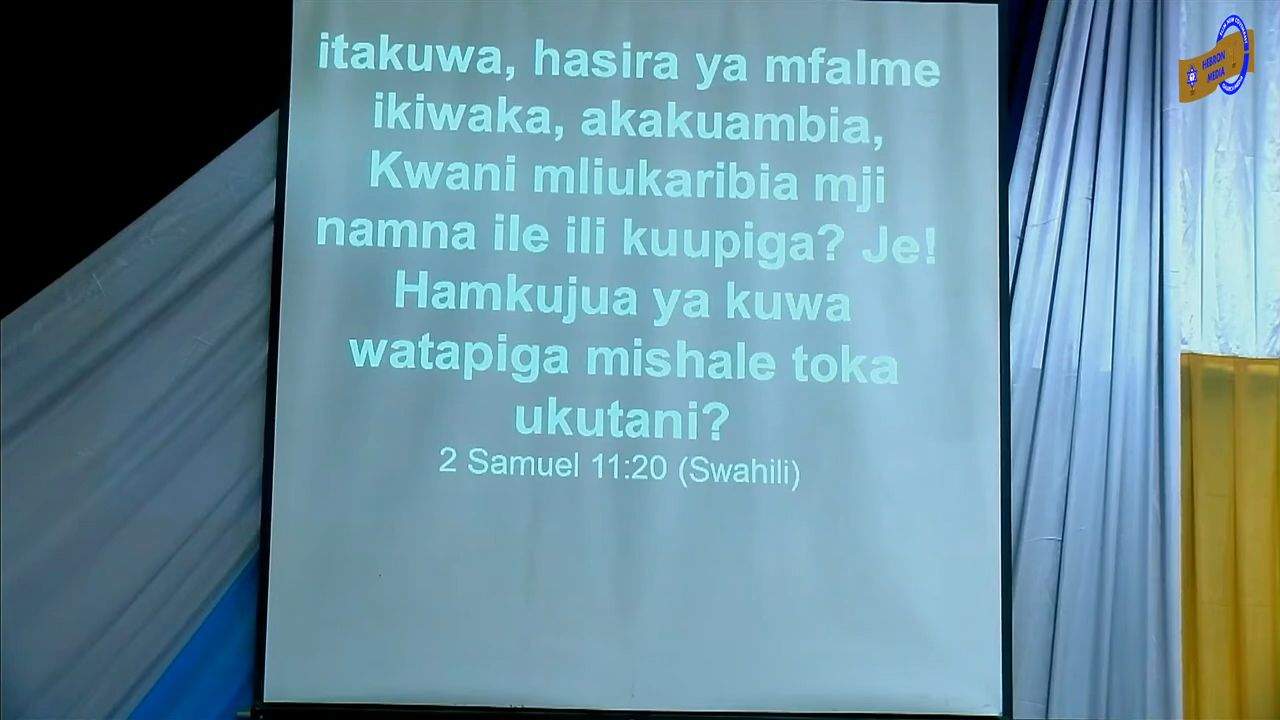 itakuwa, hasira ya mfalme
ikiwaka, akakuambia,
Kwani mliukaribia mji
namna ile ili kuupiga? Je!
Hamkujua ya kuwa
watapiga mishale toka
ukutani?
2 Samuel 11:20 (Swahili)
HEBRON
MEDIA